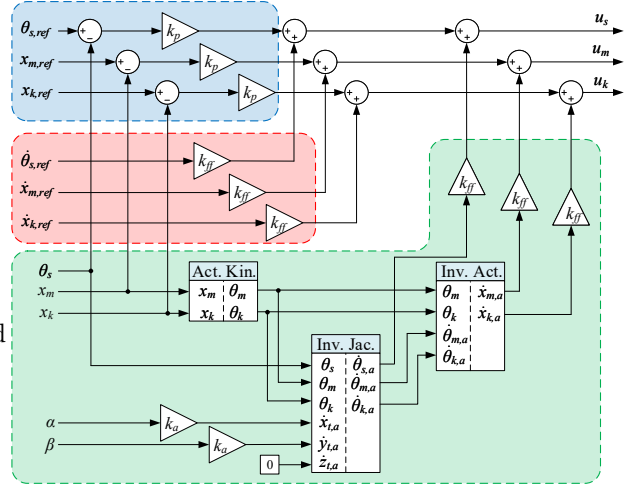 θs,ref + − kp + + + + us
xm,ref + − kp + + + + um
xk,ref + − kp + + + + uk
θ̇s,ref kff
ẋm,ref kff
ẋk,ref kff
kff kff kff
θs
xm
xk
Act. Kin.
xm θm
xk θk
Inv. Act.
θm ẋm,a
θk ẋk,a
θ̇m,a
θ̇k,a
d
Inv. Jac.
θs θ̇s,a
θm θ̇m,a
θk θ̇k,a
ẋt,a
ẏt,a
żt,a
α ka
β ka
0